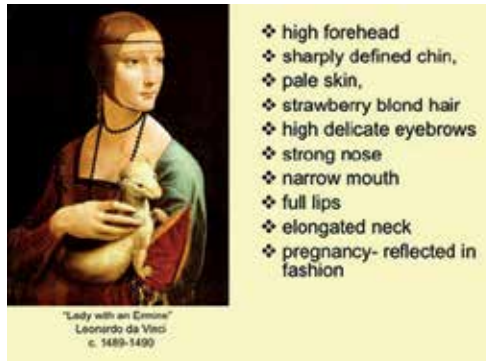 ❖ high forehead
❖ sharply defined chin,
❖ pale skin,
❖ strawberry blond hair
❖ high delicate eyebrows
❖ strong nose
❖ narrow mouth
❖ full lips
❖ elongated neck
❖ pregnancy- reflected in
fashion
"Lady with an Ermine"
Leonardo da Vinci
c. 1489-1490